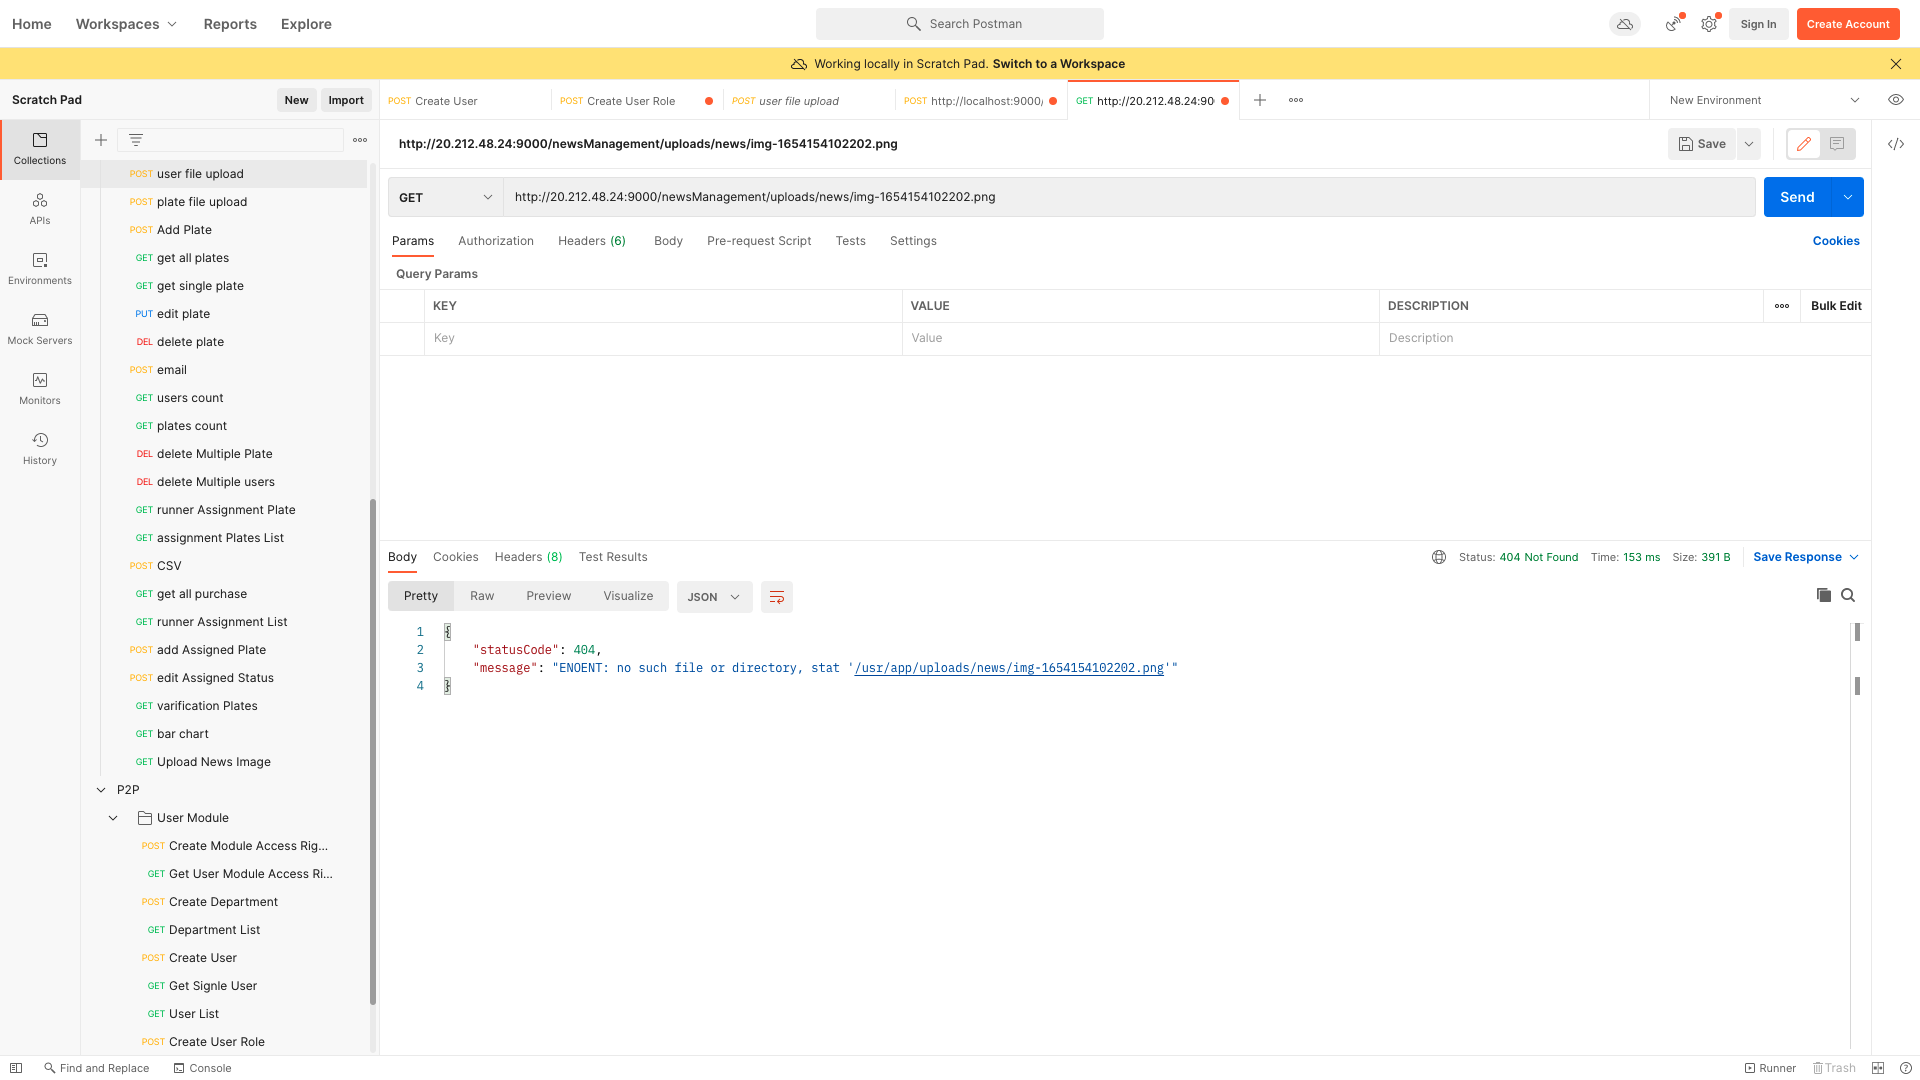 Home Workspaces Reports Explore Search Postman Sign In Create Account
Working locally in Scratch Pad. Switch to a Workspace
Scratch Pad New Import
POST Create User POST Create User Role POST user file upload POST http://localhost:9000/ GET http://20.212.48.24:90 New Environment
Collections
APIs
Environments
Mock Servers
Monitors
History
POST user file upload
POST plate file upload
POST Add Plate
GET get all plates
GET get single plate
PUT edit plate
DEL delete plate
POST email
GET users count
GET plates count
DEL delete Multiple Plate
DEL delete Multiple users
GET runner Assignment Plate
GET assignment Plates List
POST CSV
GET get all purchase
GET runner Assignment List
POST add Assigned Plate
POST edit Assigned Status
GET varification Plates
GET bar chart
GET Upload News Image
P2P
User Module
POST Create Module Access Rig...
GET Get User Module Access Ri...
POST Create Department
GET Department List
POST Create User
GET Get Signle User
GET User List
POST Create User Role
http://20.212.48.24:9000/newsManagement/uploads/news/img-1654154102202.png Save
GET http://20.212.48.24:9000/newsManagement/uploads/news/img-1654154102202.png Send
Params Authorization Headers (6) Body Pre-request Script Tests Settings Cookies
Query Params
KEY VALUE DESCRIPTION Bulk Edit
Key Value Description
Body Cookies Headers (8) Test Results Status: 404 Not Found Time: 153 ms Size: 391 B Save Response
Pretty Raw Preview Visualize JSON
1 {
2 "statusCode": 404,
3 "message": "ENOENT: no such file or directory, stat '/usr/app/uploads/news/img-1654154102202.png'"
4 }
Find and Replace Console Runner Trash